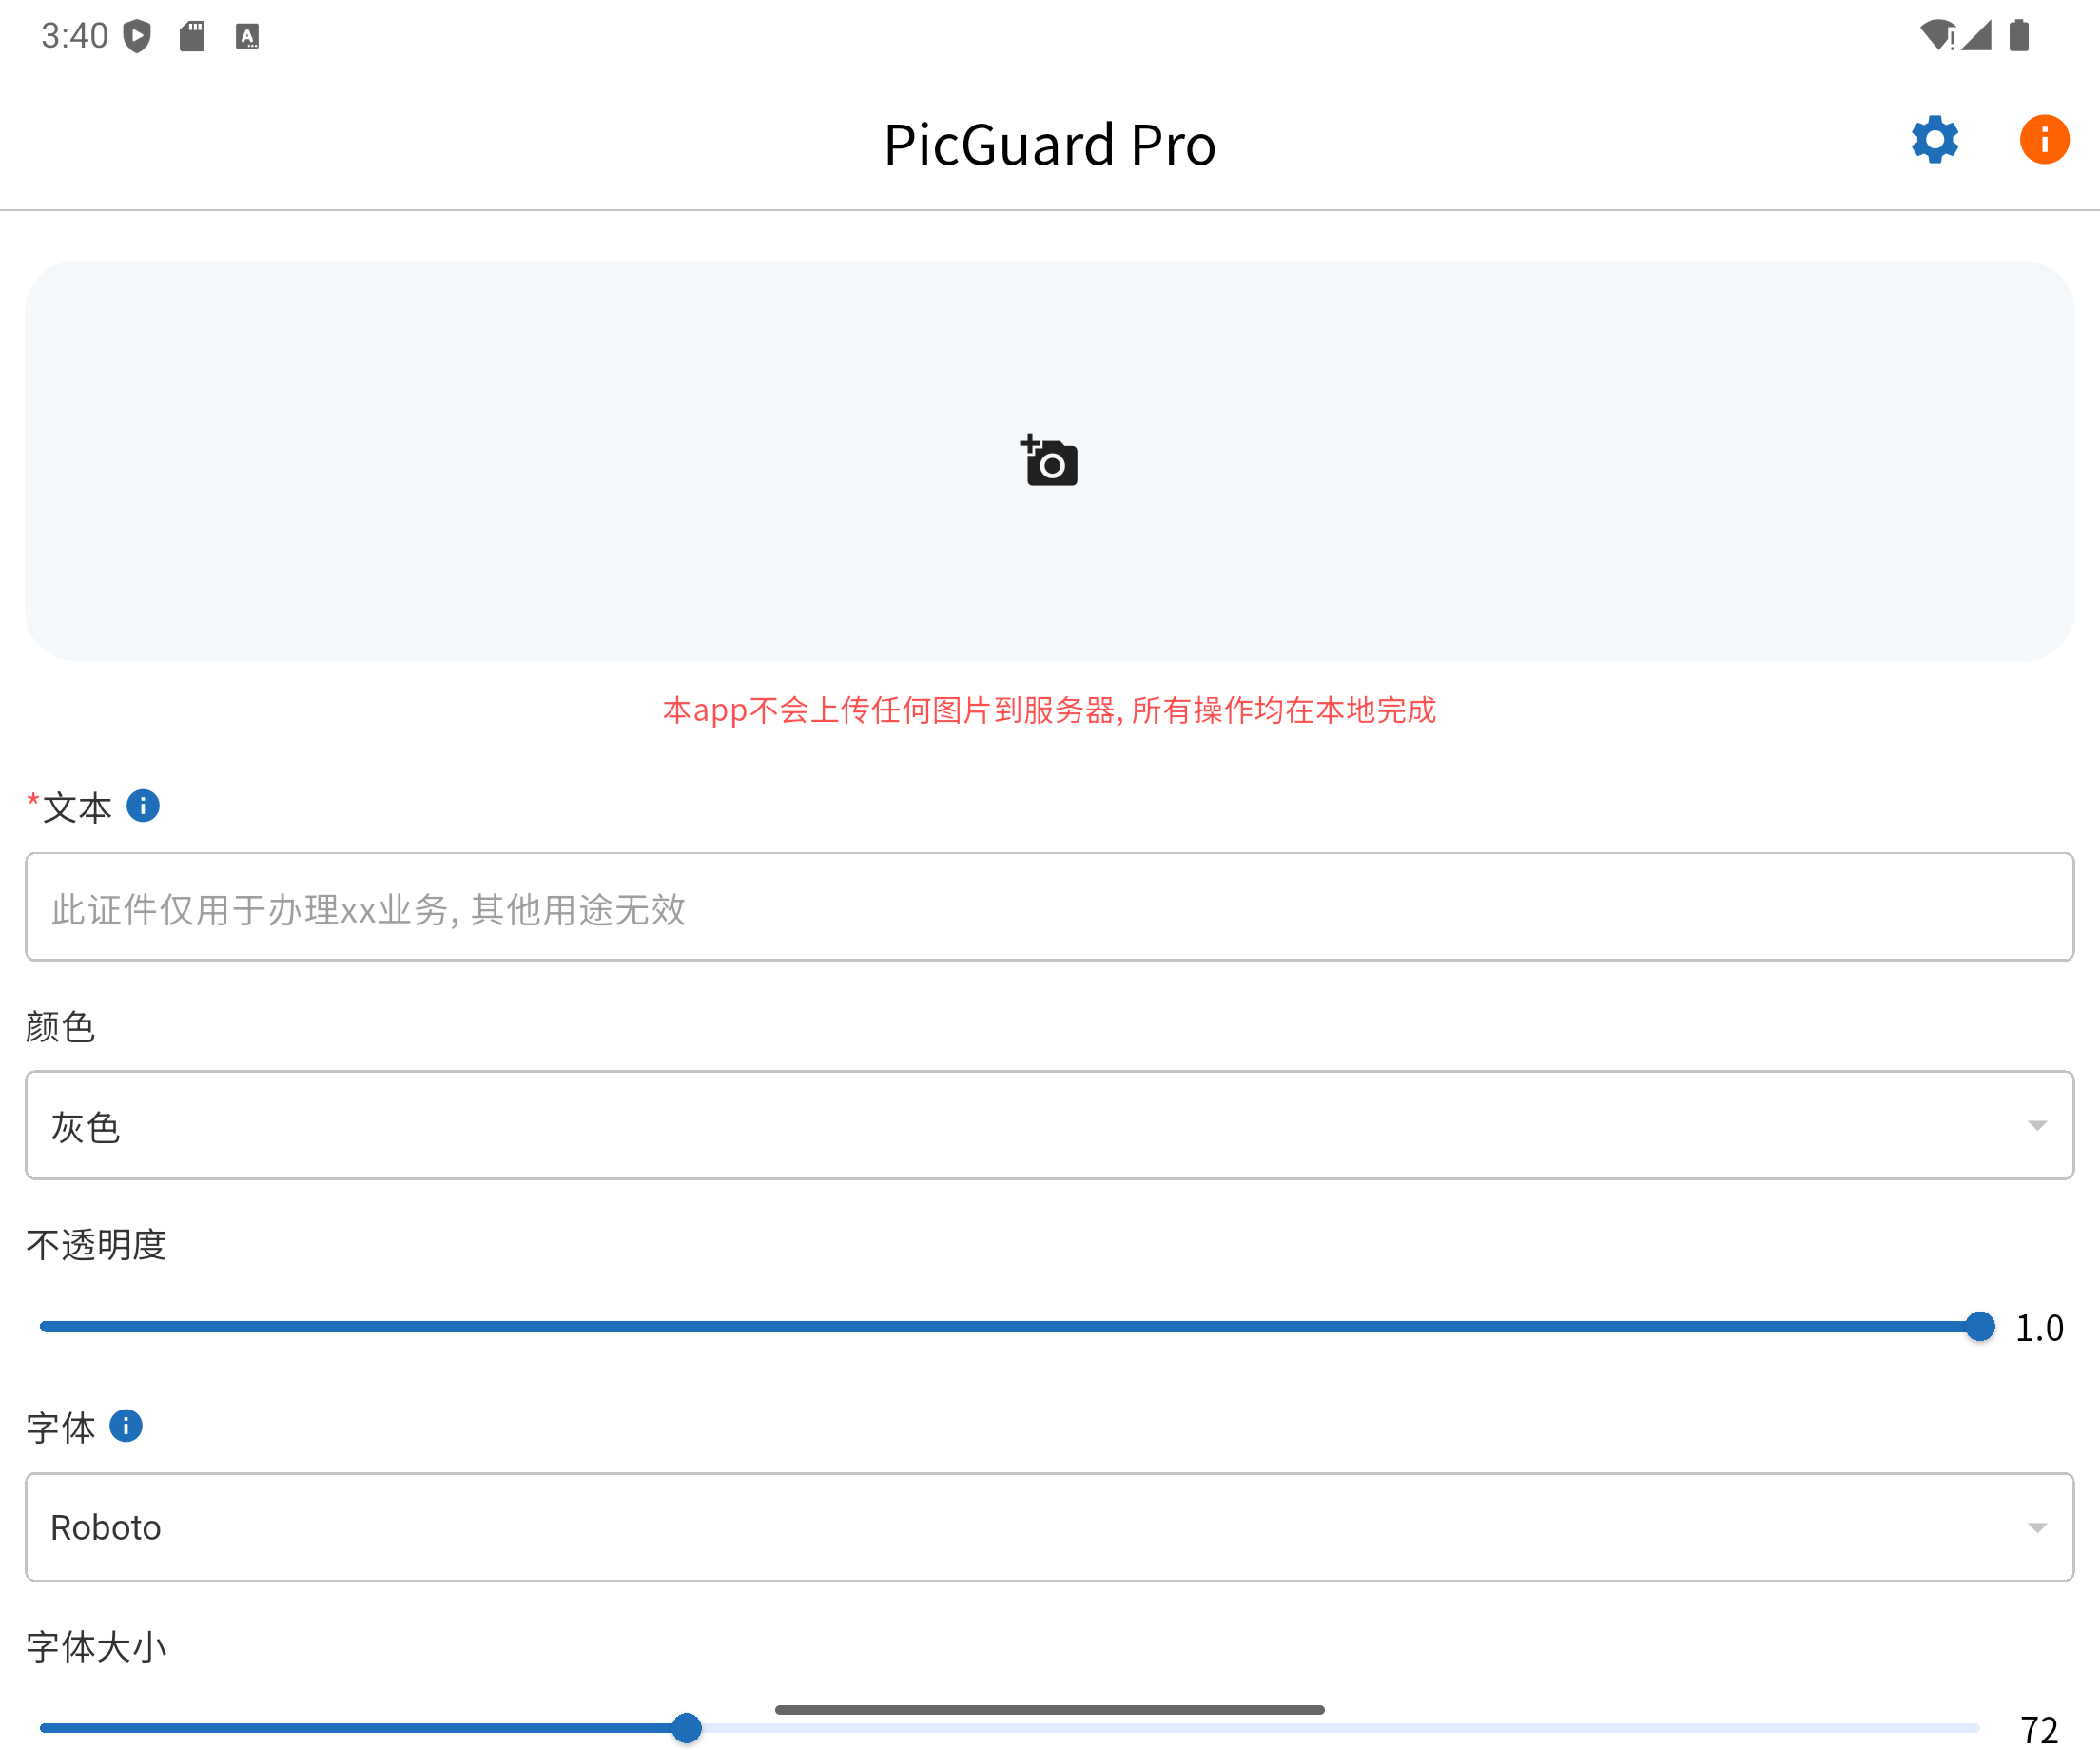 3:40
PicGuard Pro
本app不会上传任何图片到服务器, 所有操作均在本地完成
*文本
此证件仅用于办理xx业务, 其他用途无效
颜色
灰色
不透明度
1.0
字体
Roboto
字体大小
72